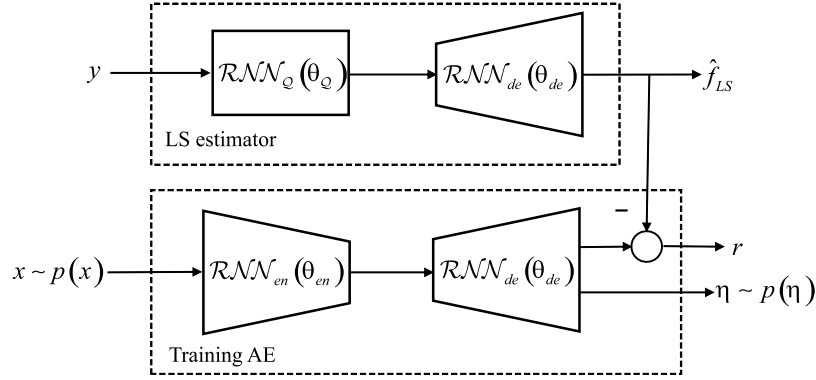 y
ℛ𝒩𝒩_𝒬(θ_𝒬)
ℛ𝒩𝒩_de(θ_de)
f̂_LS
LS estimator
−
x ~ p(x)
ℛ𝒩𝒩_en(θ_en)
ℛ𝒩𝒩_de(θ_de)
r
η ~ p(η)
Training AE